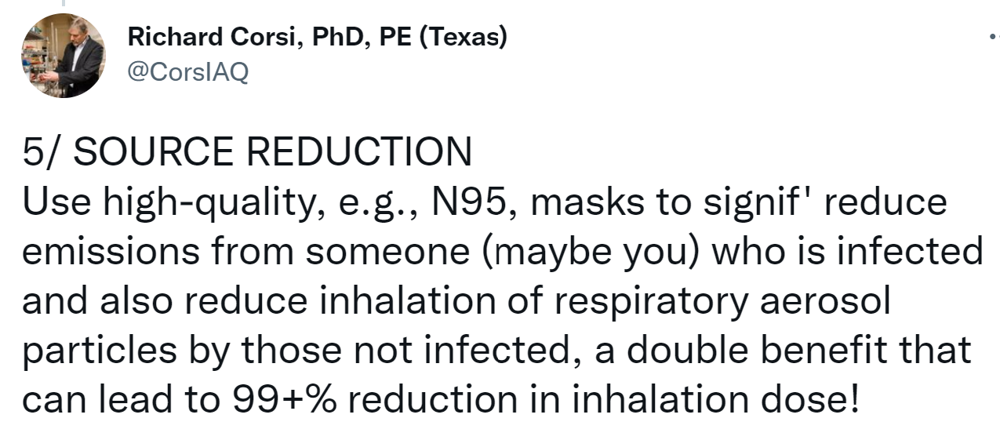 Richard Corsi, PhD, PE (Texas)
@CorsIAQ
5/ SOURCE REDUCTION
Use high-quality, e.g., N95, masks to signif' reduce
emissions from someone (maybe you) who is infected
and also reduce inhalation of respiratory aerosol
particles by those not infected, a double benefit that
can lead to 99+% reduction in inhalation dose!